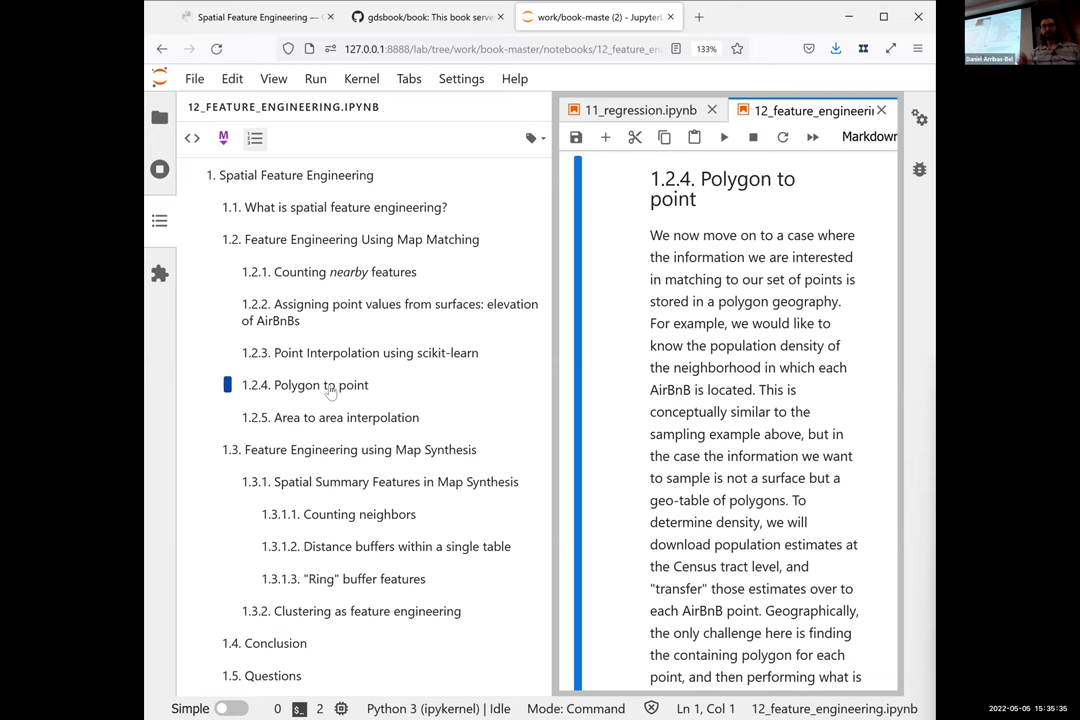 Spatial Feature Engineering — C
gdsbook/book: This book serve
work/book-maste (2) - JupyterL
127.0.0.1:8888/lab/tree/work/book-master/notebooks/12_feature_en
133%
File Edit View Run Kernel Tabs Settings Help
12_FEATURE_ENGINEERING.IPYNB
1. Spatial Feature Engineering
1.1. What is spatial feature engineering?
1.2. Feature Engineering Using Map Matching
1.2.1. Counting nearby features
1.2.2. Assigning point values from surfaces: elevation
of AirBnBs
1.2.3. Point Interpolation using scikit-learn
1.2.4. Polygon to point
1.2.5. Area to area interpolation
1.3. Feature Engineering using Map Synthesis
1.3.1. Spatial Summary Features in Map Synthesis
1.3.1.1. Counting neighbors
1.3.1.2. Distance buffers within a single table
1.3.1.3. "Ring" buffer features
1.3.2. Clustering as feature engineering
1.4. Conclusion
1.5. Questions
11_regression.ipynb
12_feature_engineeri
Markdown
1.2.4. Polygon to
point
We now move on to a case where
the information we are interested
in matching to our set of points is
stored in a polygon geography.
For example, we would like to
know the population density of
the neighborhood in which each
AirBnB is located. This is
conceptually similar to the
sampling example above, but in
the case the information we want
to sample is not a surface but a
geo-table of polygons. To
determine density, we will
download population estimates at
the Census tract level, and
"transfer" those estimates over to
each AirBnB point. Geographically,
the only challenge here is finding
the containing polygon for each
point, and then performing what is
Simple 0 $_ 2 Python 3 (ipykernel) | Idle Mode: Command Ln 1, Col 1 12_feature_engineering.ipynb
Daniel Arribas-Bel
2022-05-05 15:35:35